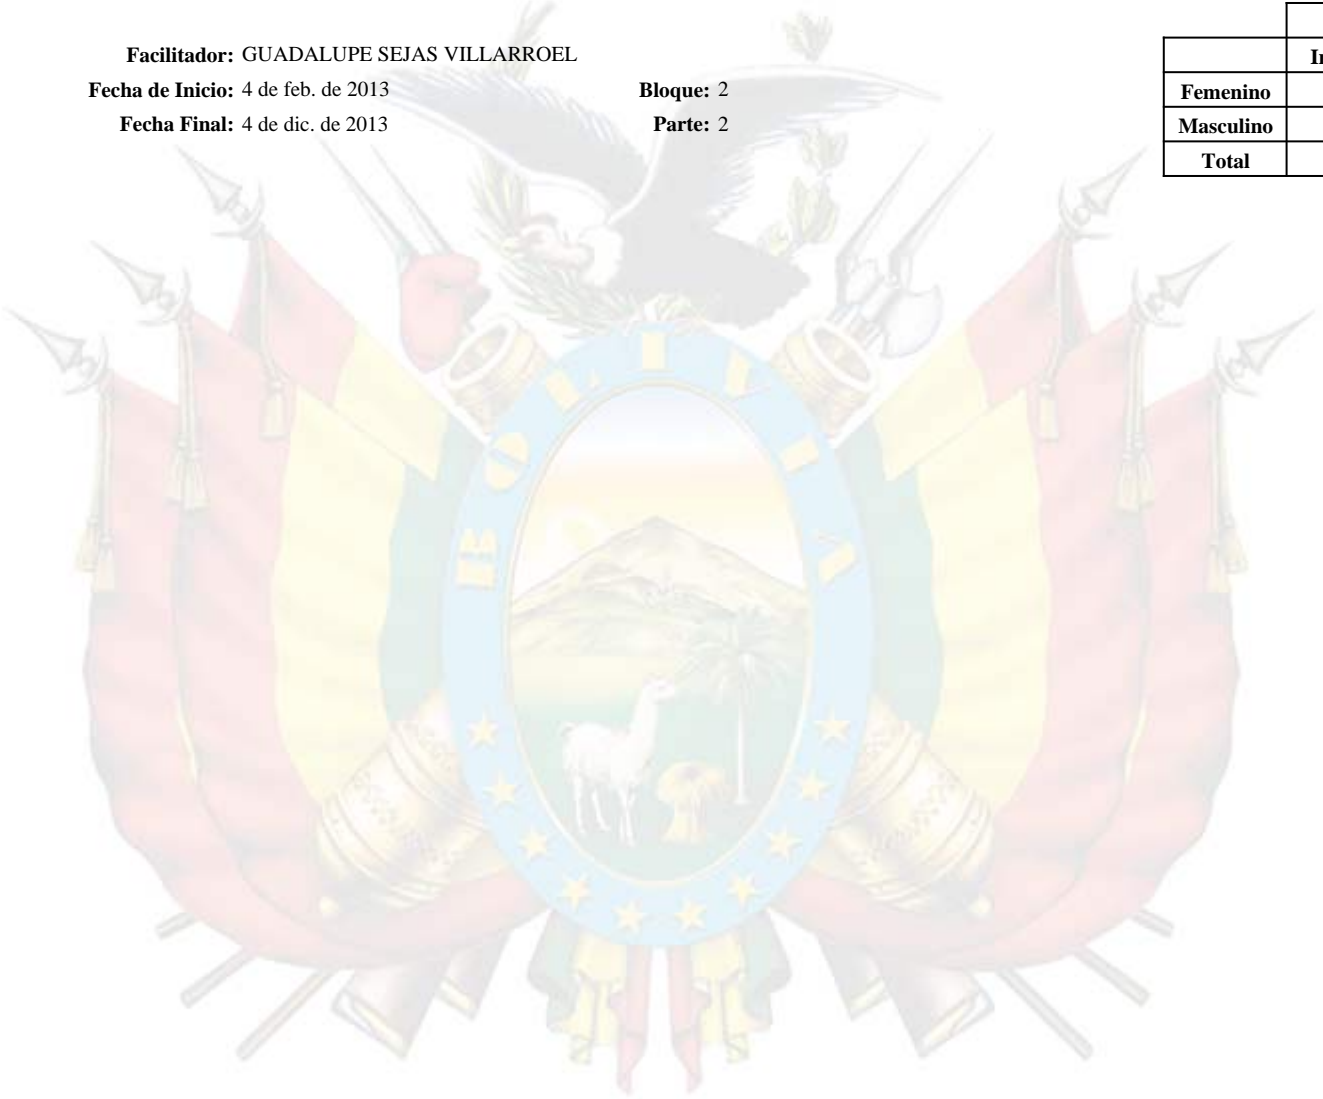 Facilitador: GUADALUPE SEJAS VILLARROEL
Fecha de Inicio: 4 de feb. de 2013 Bloque: 2
Fecha Final: 4 de dic. de 2013 Parte: 2
Femenino
Masculino
Total
BOLIVIA